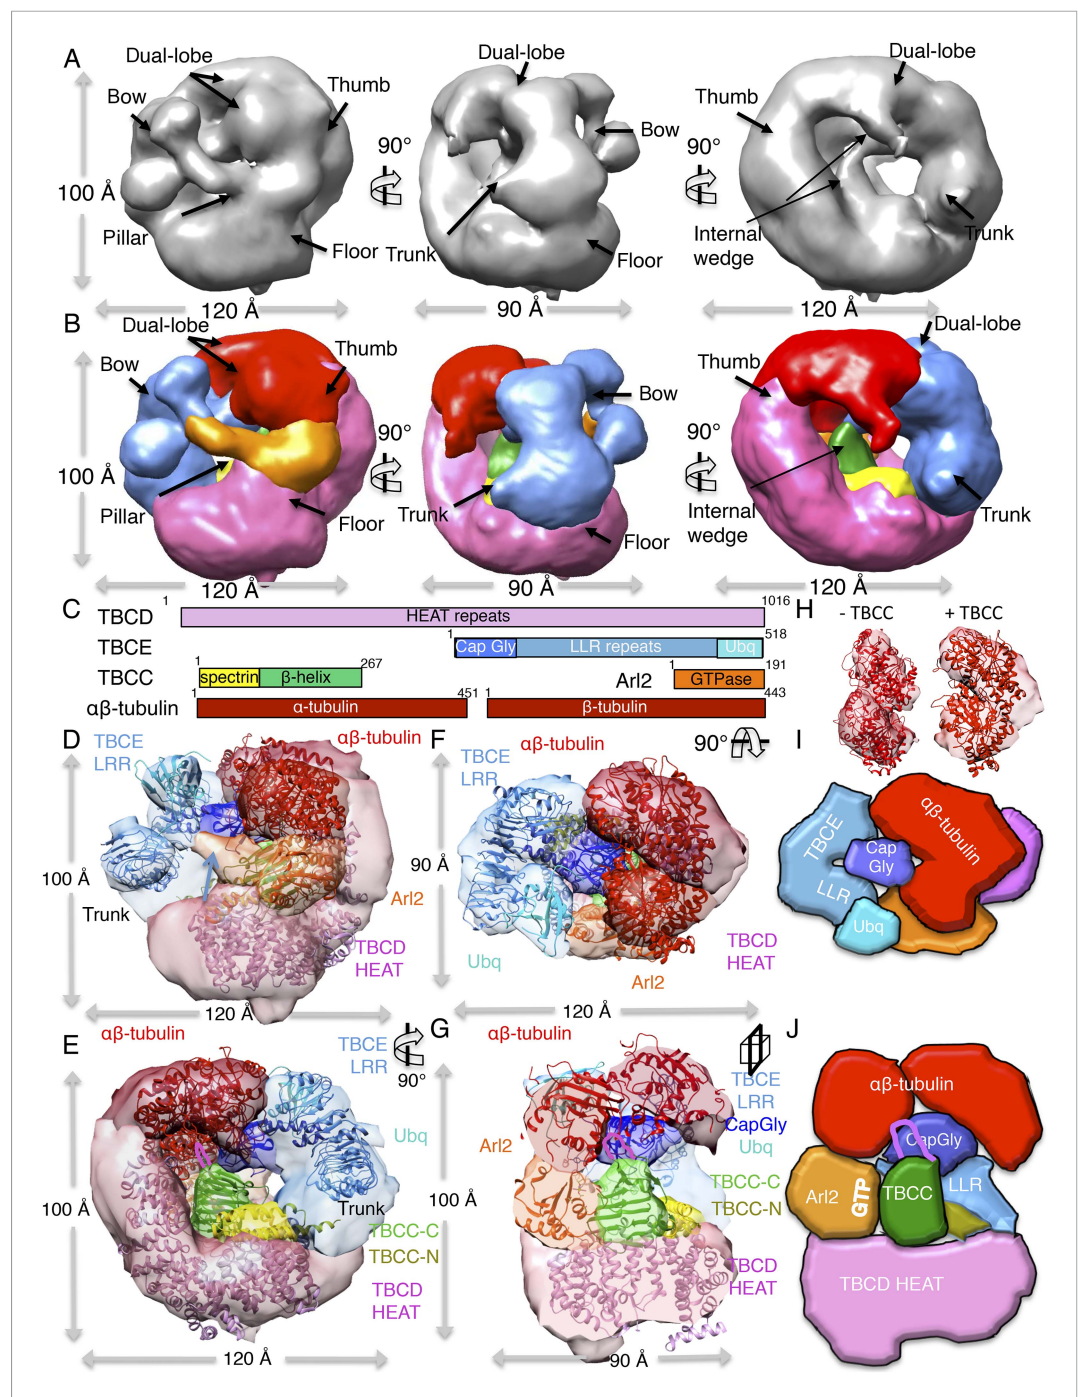 A
Dual-lobe
Bow
Thumb
100 Å
Pillar
Floor
120 Å
90°
Dual-lobe
Bow
Trunk
Floor
90 Å
90°
Dual-lobe
Thumb
Internal
wedge
Trunk
120 Å
B
Dual-lobe
Bow
Thumb
100 Å
Pillar
Floor
120 Å
90°
Bow
Trunk
Floor
90 Å
90°
Dual-lobe
Thumb
Internal
wedge
Trunk
120 Å
C
TBCD
1
HEAT repeats
1016
TBCE
1
Cap Gly
LLR repeats
Ubq
518
TBCC
1
spectrin
β-helix
267
Arl2
1
GTPase
191
αβ-tubulin
1
α-tubulin
451
1
β-tubulin
443
H
- TBCC
+ TBCC
D
TBCE
LRR
αβ-tubulin
100 Å
Trunk
Arl2
TBCD
HEAT
120 Å
F
TBCE
LRR
αβ-tubulin
90°
90 Å
Ubq
Arl2
TBCD
HEAT
120 Å
I
TBCE
LLR
Cap
Gly
Ubq
αβ-tubulin
E
αβ-tubulin
TBCE
LRR
90°
Ubq
100 Å
Trunk
TBCC-C
TBCC-N
TBCD
HEAT
120 Å
G
αβ-tubulin
TBCE
LRR
CapGly
Ubq
Arl2
100 Å
TBCC-C
TBCC-N
TBCD
HEAT
90 Å
J
αβ-tubulin
CapGly
Arl2
GTP
TBCC
LLR
TBCD HEAT